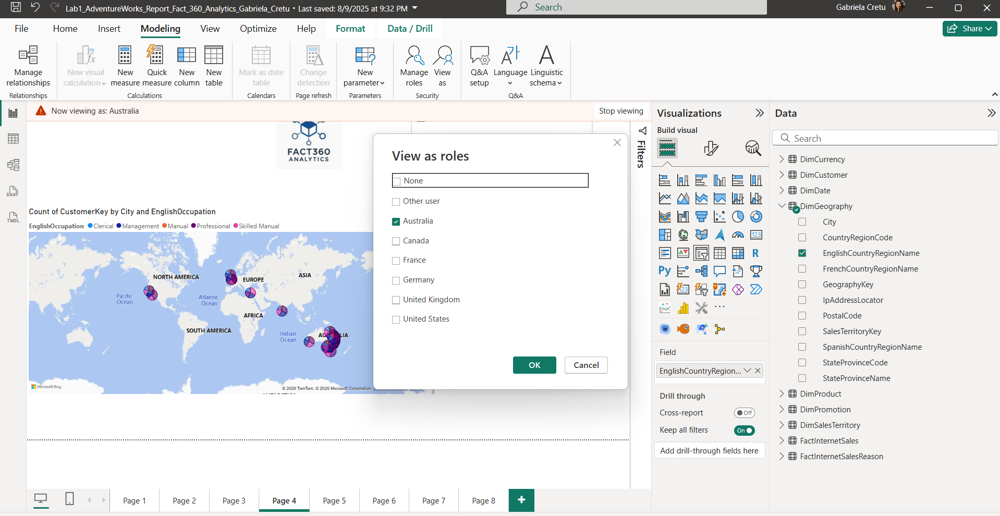 Lab1_AdventureWorks_Report_Fact_360_Analytics_Gabriela_Cretu • Last saved: 8/9/2025 at 9:32 PM
Search
Gabriela Cretu
File
Home
Insert
Modeling
View
Optimize
Help
Format
Data / Drill
Share
Manage
relationships
Relationships
New visual
calculation
New
measure
Quick
measure
New
column
New
table
Calculations
Mark as date
table
Calendars
Change
detection
Page refresh
New
parameter
Parameters
Manage
roles
View
as
Security
Q&A
setup
Language
Linguistic
schema
Q&A
DAX
TMDL
Now viewing as: Australia
Stop viewing
FACT360
ANALYTICS
Count of CustomerKey by City and EnglishOccupation
EnglishOccupation Clerical Management Manual Professional Skilled Manual
NORTH AMERICA
EUROPE
ASIA
Pacific
Ocean
Atlantic
Ocean
AFRICA
SOUTH AMERICA
Indian
Ocean
Microsoft Bing
© 2025 TomTom, © 2025 Microsoft Corporation,
View as roles
None
Other user
Australia
Canada
France
Germany
United Kingdom
United States
OK
Cancel
Filters
Visualizations
Build visual
123
R
Py
123
Field
EnglishCountryRegion...
Drill through
Cross-report
Off
Keep all filters
On
Add drill-through fields here
Data
Search
DimCurrency
DimCustomer
DimDate
DimGeography
City
CountryRegionCode
EnglishCountryRegionName
FrenchCountryRegionName
GeographyKey
IpAddressLocator
PostalCode
SalesTerritoryKey
SpanishCountryRegionName
StateProvinceCode
StateProvinceName
DimProduct
DimPromotion
DimSalesTerritory
FactInternetSales
FactInternetSalesReason
Page 1
Page 2
Page 3
Page 4
Page 5
Page 6
Page 7
Page 8